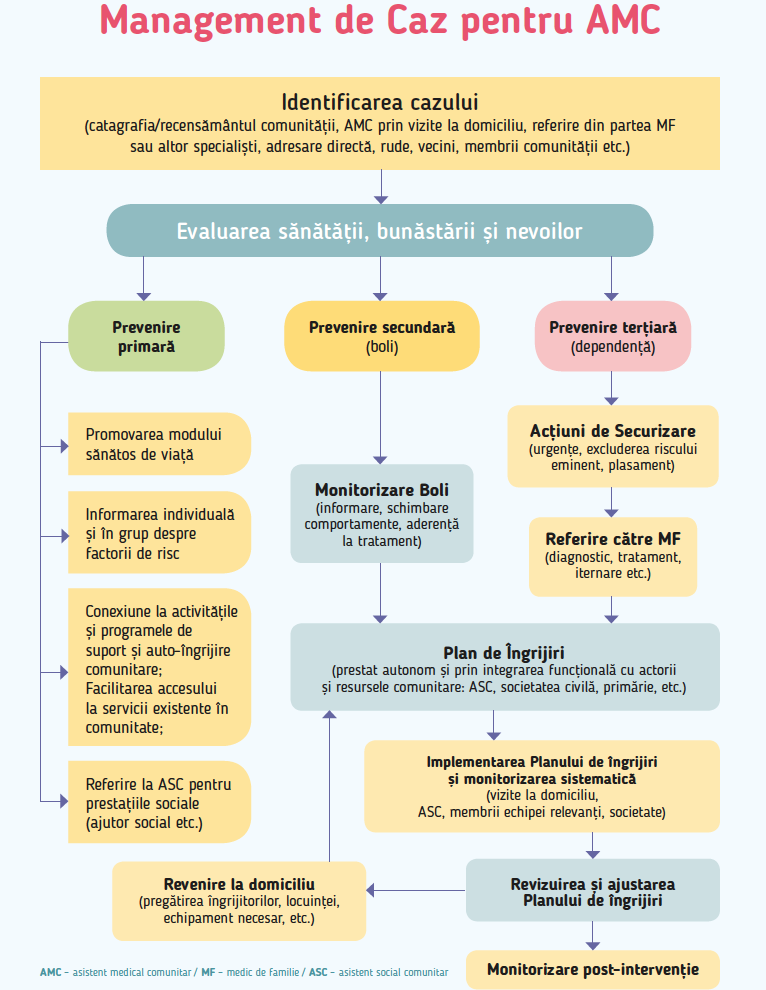 Management de Caz pentru AMC
Identificarea cazului
(catagrafia/recensământul comunității, AMC prin vizite la domiciliu, referire din partea MF
sau altor specialiști, adresare directă, rude, vecini, membrii comunității etc.)
Evaluarea sănătății, bunăstării și nevoilor
Prevenire
primară
Prevenire secundară
(boli)
Prevenire terțiară
(dependență)
Promovarea modului
sănătos de viață
Informarea individuală
și în grup despre
factorii de risc
Conexiune la activitățile
și programele de
suport și auto-îngrijire
comunitare;
Facilitarea accesului
la servicii existente în
comunitate;
Referire la ASC pentru
prestațiile sociale
(ajutor social etc.)
Monitorizare Boli
(informare, schimbare
comportamente, aderență
la tratament)
Acțiuni de Securizare
(urgențe, excluderea riscului
eminent, plasament)
Referire către MF
(diagnostic, tratament,
iternare etc.)
Plan de Îngrijiri
(prestat autonom și prin integrarea funcțională cu actorii
și resursele comunitare: ASC, societatea civilă, primărie, etc.)
Implementarea Planului de îngrijiri
și monitorizarea sistematică
(vizite la domiciliu,
ASC, membrii echipei relevanți, societate)
Revizuirea și ajustarea
Planului de îngrijiri
Revenire la domiciliu
(pregătirea îngrijitorilor, locuinței,
echipament necesar, etc.)
Monitorizare post-intervenție
AMC – asistent medical comunitar / MF – medic de familie / ASC – asistent social comunitar